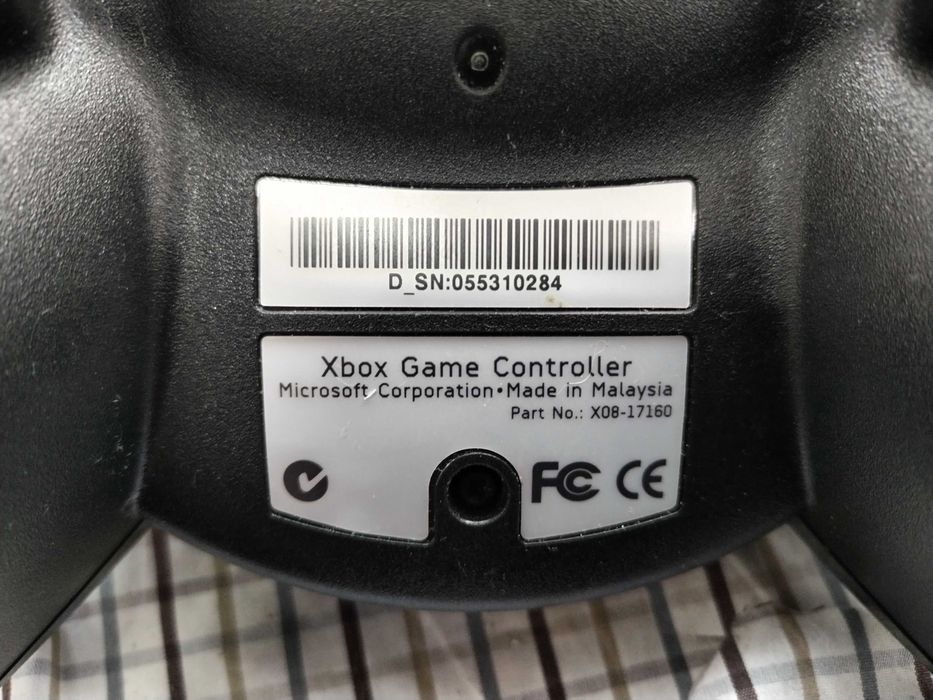 D_SN:055310284
Xbox Game Controller
Microsoft Corporation•Made in Malaysia
Part No.: X08-17160
FC CE